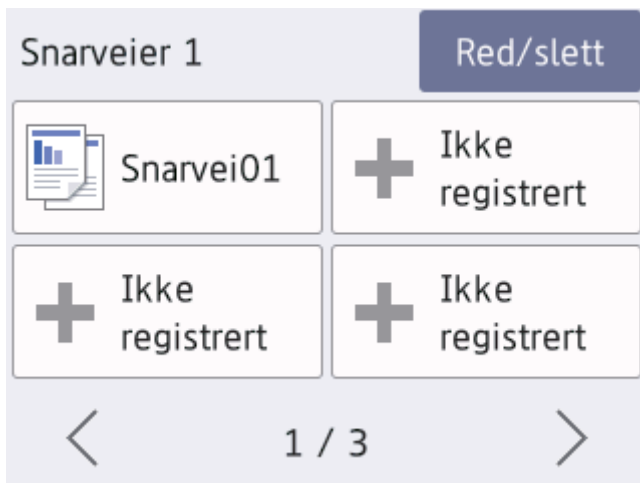 Snarveier 1
Red/slett
Snarvei01
Ikke
registrert
Ikke
registrert
Ikke
registrert
1 / 3